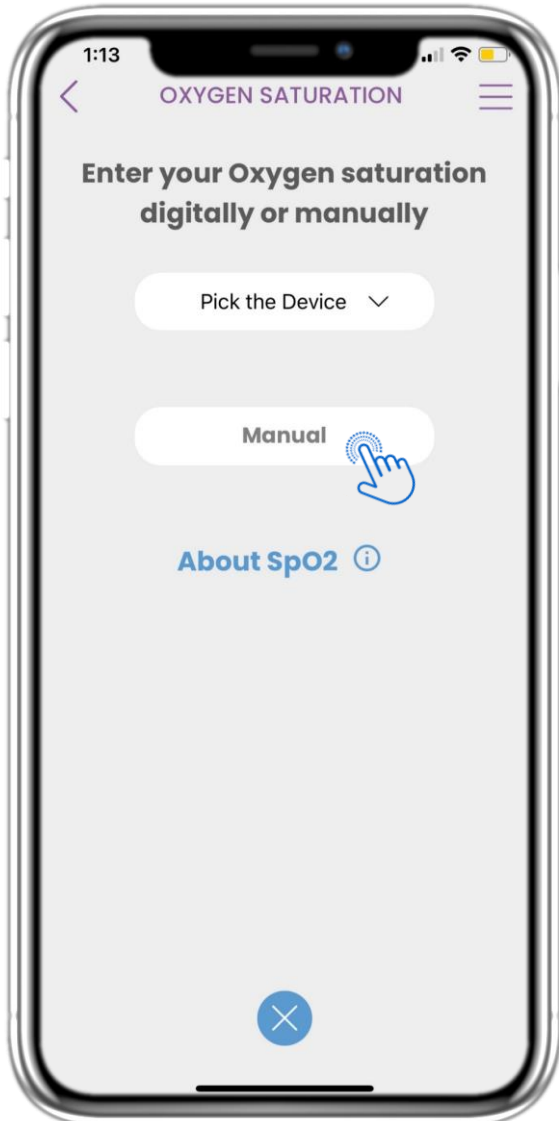 1:13
OXYGEN SATURATION
Enter your Oxygen saturation
digitally or manually
Pick the Device
Manual
About SpO2